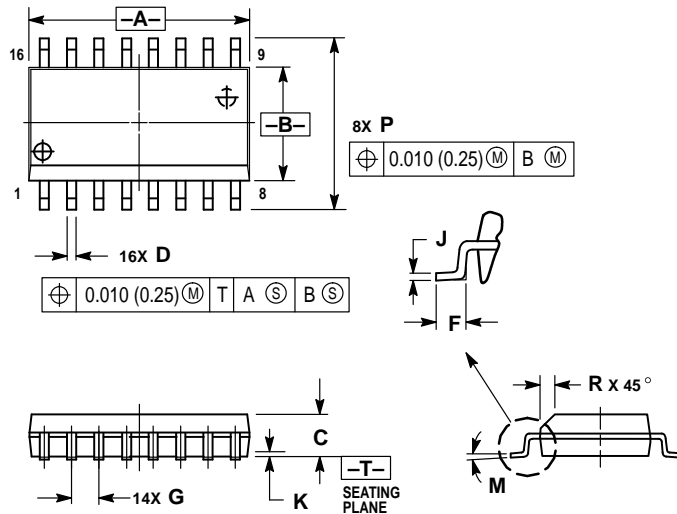 –A–
16 9
–B–
8X P
⌖ 0.010 (0.25) Ⓜ B Ⓜ
1 8
16X D
J
⌖ 0.010 (0.25) Ⓜ T A Ⓢ B Ⓢ
F
R X 45°
C
–T–
M
14X G
K
SEATING
PLANE